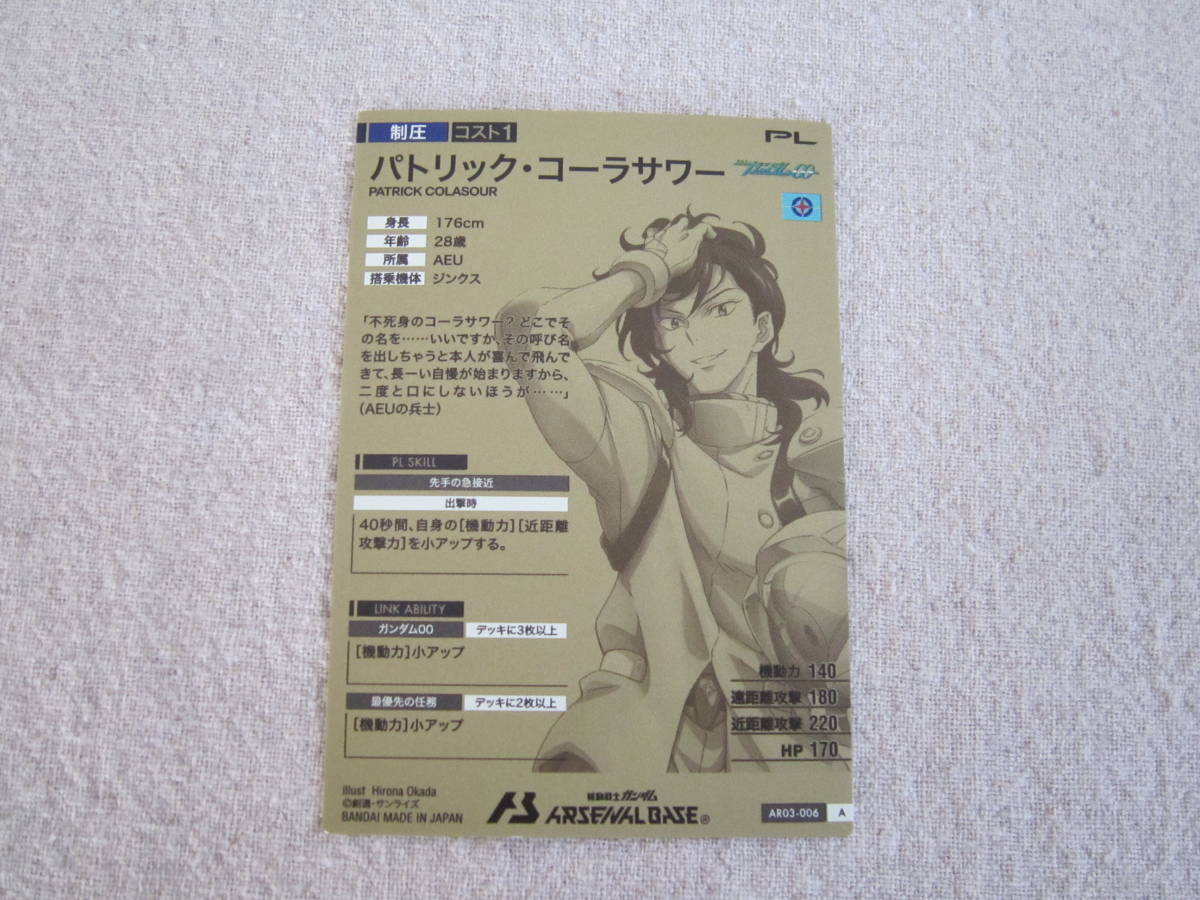 制圧 コスト1 PL
パトリック・コーラサワー
PATRICK COLASOUR
身長 176cm
年齢 28歳
所属 AEU
搭乗機体 ジンクス
「不死身のコーラサワー？どこでそ
の名を……いいですか、その呼び名
を出しちゃうと本人が喜んで飛んで
きて、長ーい自慢が始まりますから、
二度と口にしないほうが……」
(AEUの兵士)
PL SKILL
先手の急接近
出撃時
40秒間、自身の[機動力][近距離
攻撃力]を小アップする。
LINK ABILITY
ガンダム00 デッキに3枚以上
[機動力]小アップ
最優先の任務 デッキに2枚以上
[機動力]小アップ
機動力 140
遠距離攻撃 180
近距離攻撃 220
HP 170
illust Hirona Okada
©創通・サンライズ
BANDAI MADE IN JAPAN
機動戦士ガンダム
ARSENAL BASE®
AR03-006 A